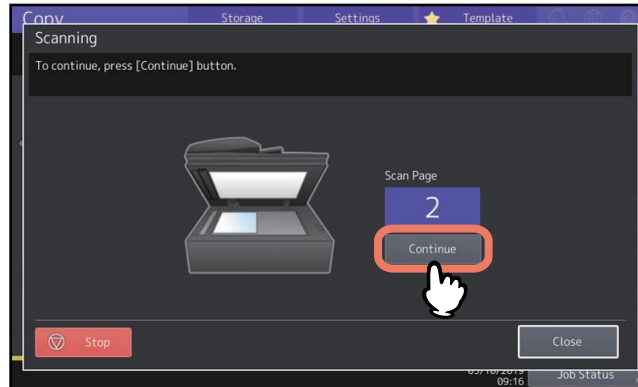 Copy Storage Settings Template
Scanning
To continue, press [Continue] button.
Scan Page
2
Continue
Stop Close
09:16 Job Status